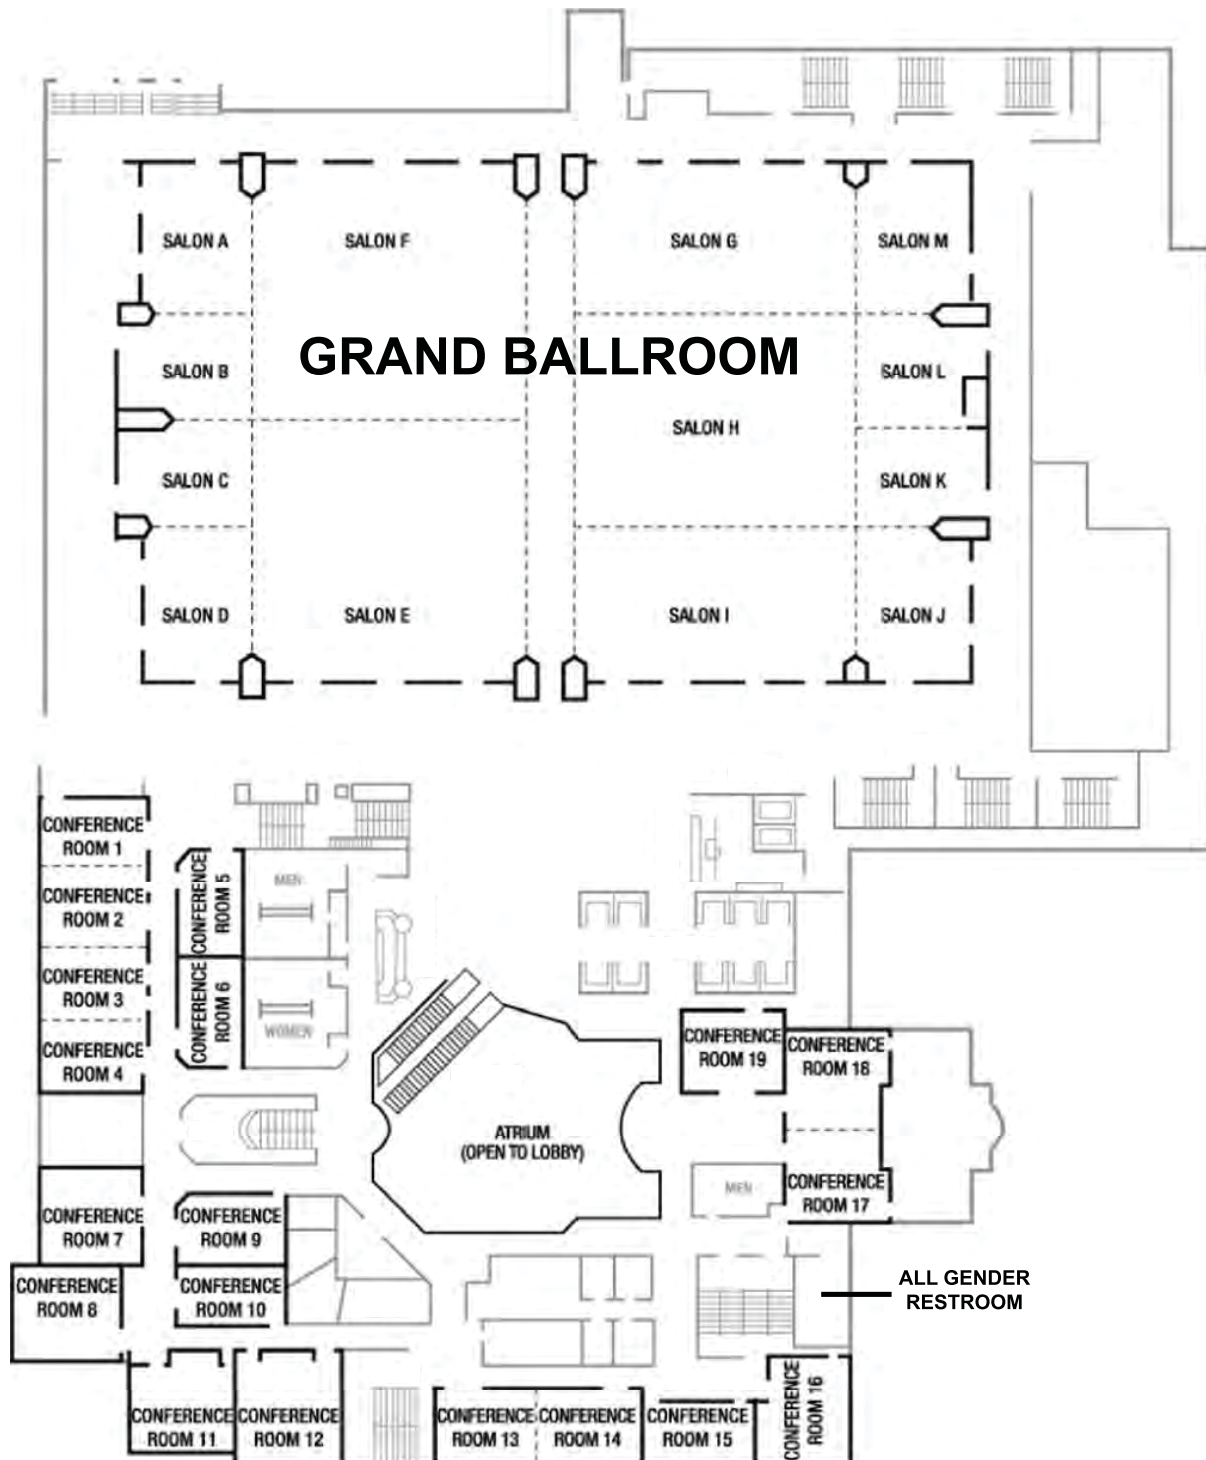 SALON A
SALON F
SALON G
SALON M
GRAND BALLROOM
SALON B
SALON L
SALON H
SALON C
SALON K
SALON D
SALON E
SALON I
SALON J
CONFERENCE
ROOM 1
CONFERENCE
ROOM 2
CONFERENCE
ROOM 3
CONFERENCE
ROOM 4
CONFERENCE
ROOM 5
MEN
CONFERENCE
ROOM 6
WOMEN
CONFERENCE
ROOM 19
CONFERENCE
ROOM 18
ATRIUM
(OPEN TO LOBBY)
MEN
CONFERENCE
ROOM 17
CONFERENCE
ROOM 7
CONFERENCE
ROOM 9
CONFERENCE
ROOM 8
CONFERENCE
ROOM 10
ALL GENDER
RESTROOM
CONFERENCE
ROOM 11
CONFERENCE
ROOM 12
CONFERENCE
ROOM 13
CONFERENCE
ROOM 14
CONFERENCE
ROOM 15
CONFERENCE
ROOM 16